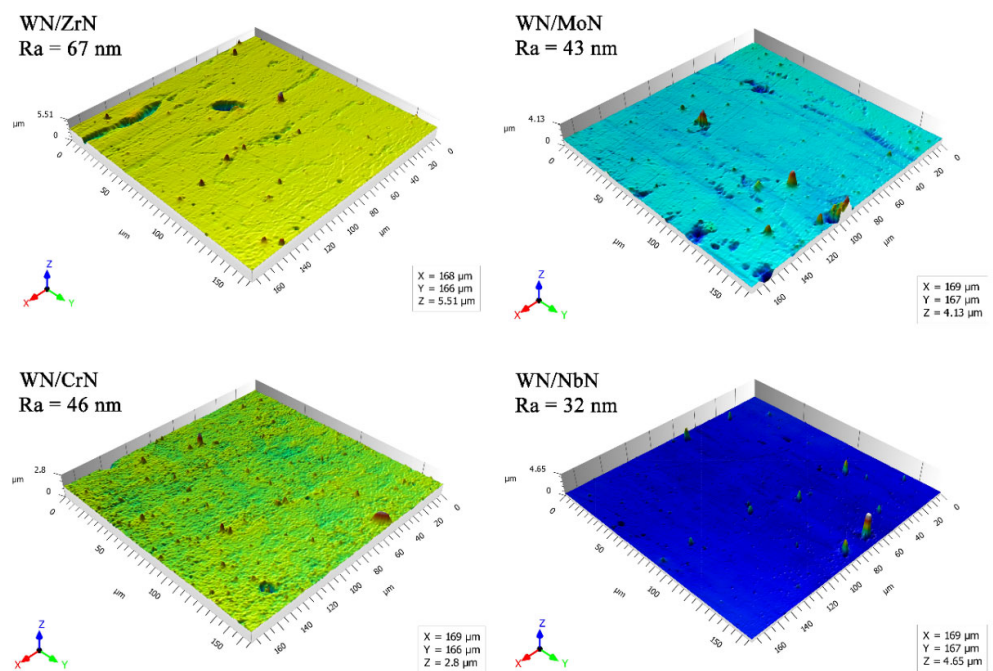 WN/ZrN
Ra = 67 nm
5.51
µm
0
0
50
100
150
µm
0
20
40
60
80
100
120
140
160
µm
Z
X
Y
X = 168 µm
Y = 166 µm
Z = 5.51 µm
WN/MoN
Ra = 43 nm
4.13
µm
0
0
50
100
150
µm
0
20
40
60
80
100
120
140
160
µm
Z
X
Y
X = 169 µm
Y = 167 µm
Z = 4.13 µm
WN/CrN
Ra = 46 nm
2.8
µm
0
0
50
100
150
µm
0
20
40
60
80
100
120
140
160
µm
Z
X
Y
X = 169 µm
Y = 166 µm
Z = 2.8 µm
WN/NbN
Ra = 32 nm
4.65
µm
0
0
50
100
150
µm
0
20
40
60
80
100
120
140
160
µm
Z
X
Y
X = 169 µm
Y = 167 µm
Z = 4.65 µm